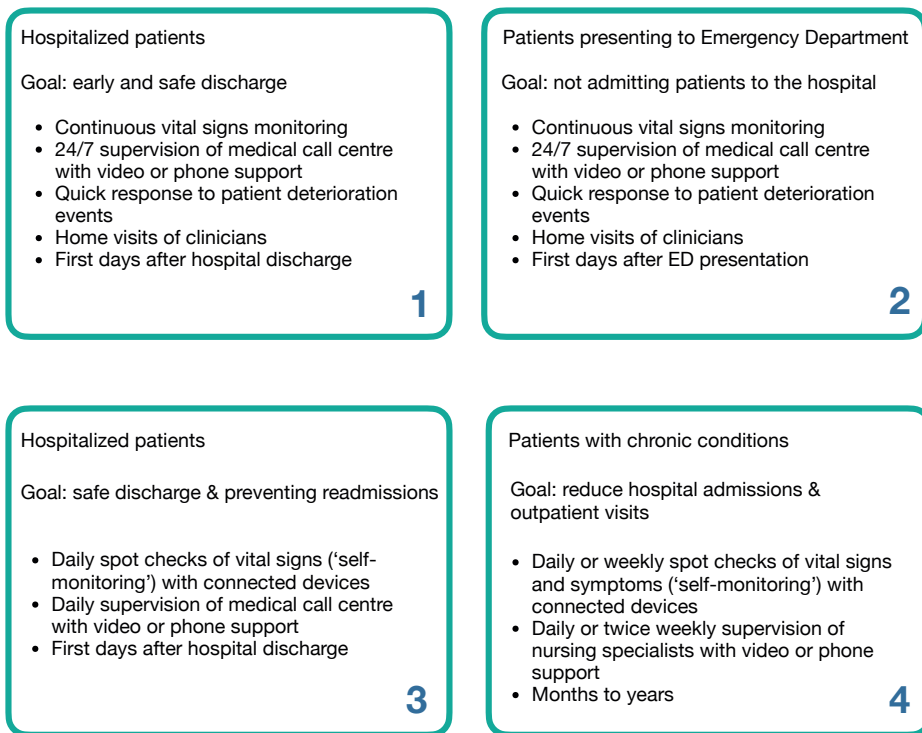 Hospitalized patients
Goal: early and safe discharge
• Continuous vital signs monitoring
• 24/7 supervision of medical call centre
with video or phone support
• Quick response to patient deterioration
events
• Home visits of clinicians
• First days after hospital discharge
1
Patients presenting to Emergency Department
Goal: not admitting patients to the hospital
• Continuous vital signs monitoring
• 24/7 supervision of medical call centre
with video or phone support
• Quick response to patient deterioration
events
• Home visits of clinicians
• First days after ED presentation
2
Hospitalized patients
Goal: safe discharge & preventing readmissions
• Daily spot checks of vital signs (‘self-
monitoring’) with connected devices
• Daily supervision of medical call centre
with video or phone support
• First days after hospital discharge
3
Patients with chronic conditions
Goal: reduce hospital admissions &
outpatient visits
• Daily or weekly spot checks of vital signs
and symptoms (‘self-monitoring’) with
connected devices
• Daily or twice weekly supervision of
nursing specialists with video or phone
support
• Months to years
4